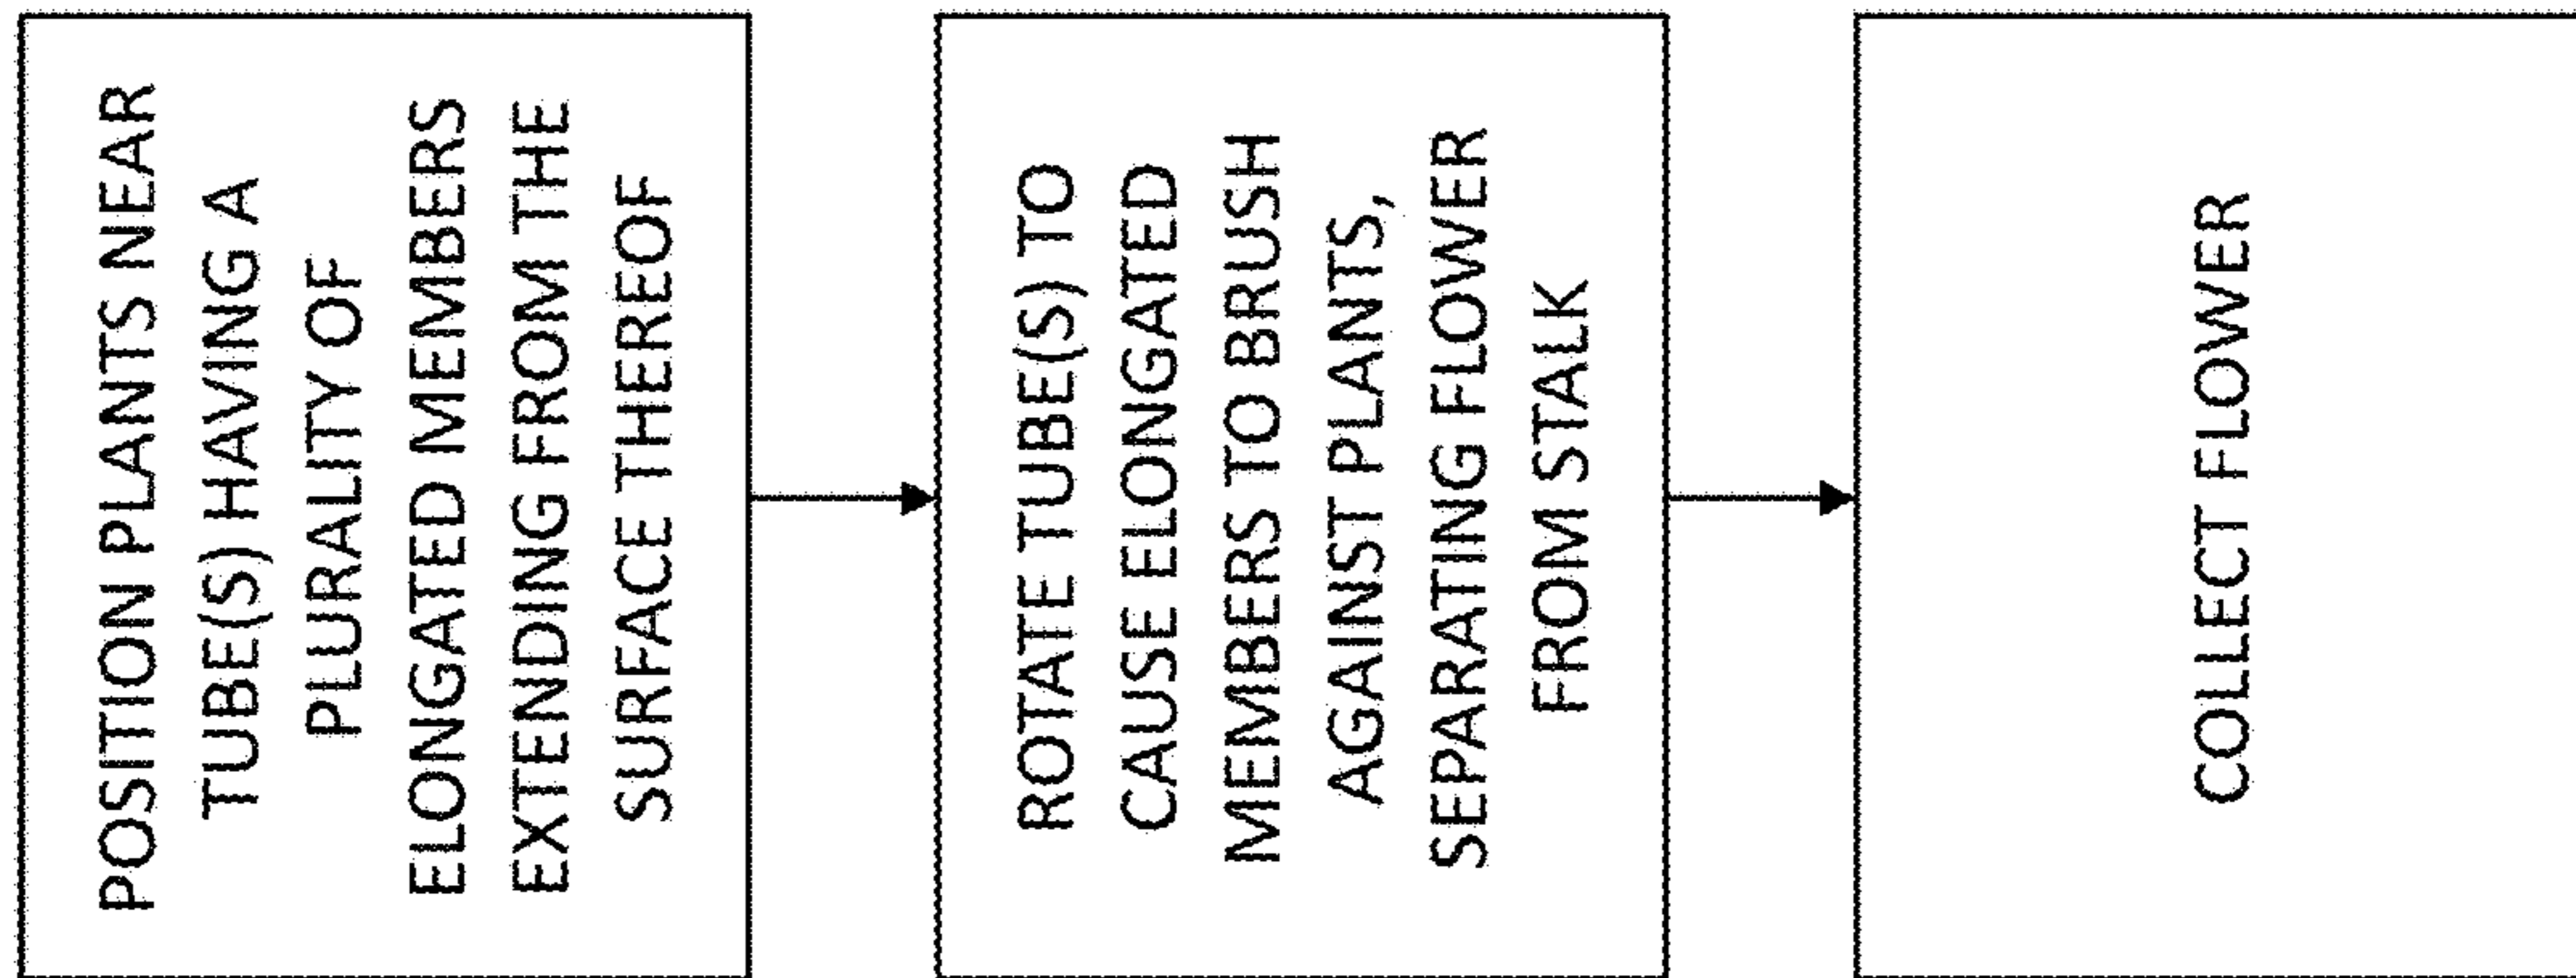 POSITION PLANTS NEAR
TUBE(S) HAVING A
PLURALITY OF
ELONGATED MEMBERS
EXTENDING FROM THE
SURFACE THEREOF
ROTATE TUBE(S) TO
CAUSE ELONGATED
MEMBERS TO BRUSH
AGAINST PLANTS,
SEPARATING FLOWER
FROM STALK
COLLECT FLOWER